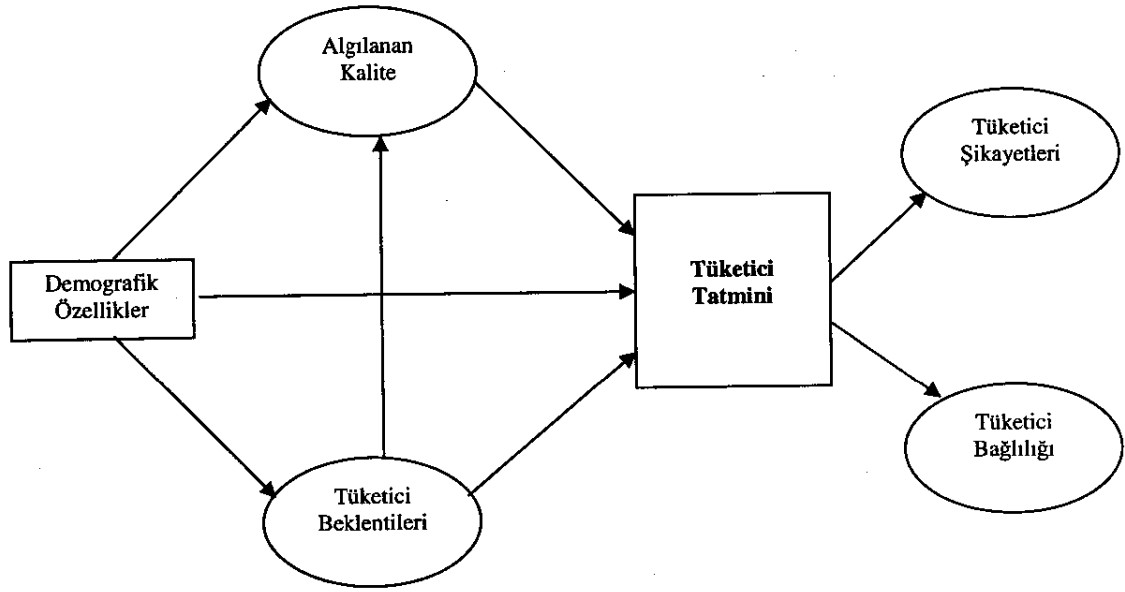 Algılanan
Kalite
Tüketici
Şikayetleri
Demografik
Özellikler
Tüketici
Tatmini
Tüketici
Bağlılığı
Tüketici
Beklentileri